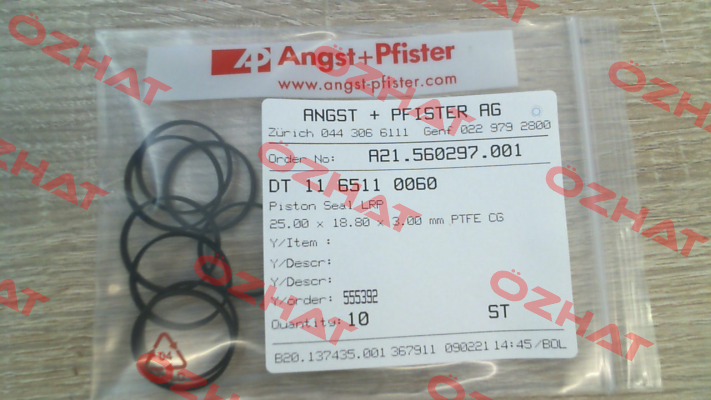 AP Angst+Pfister
www.angst-pfister.com
ANGST + PFISTER AG
Zürich 044 306 6111 Genf 022 979 2800
Order No: A21.560297.001
DT 11 6511 0060
Piston Seal LRP
25.00 x 18.80 x 3.00 mm PTFE CG
Y/Item :
Y/Descr:
Y/Descr:
Y/Order: 555392
Quantity: 10 ST
B20.137435.001 367911 090221 14:45 /BOL
04
ÖZHAT
ÖZHAT
ÖZHAT
ÖZHAT
ÖZHAT
ÖZHAT
ÖZHAT